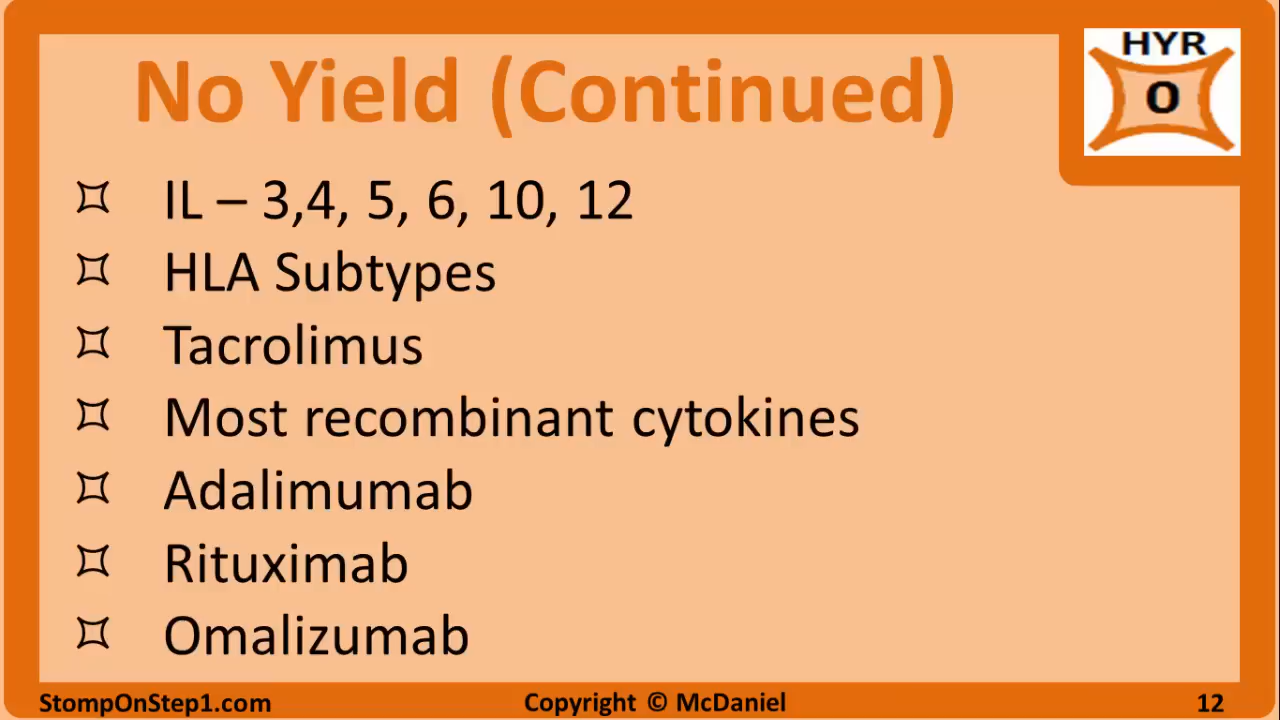 No Yield (Continued)
HYR
0
IL – 3,4, 5, 6, 10, 12
HLA Subtypes
Tacrolimus
Most recombinant cytokines
Adalimumab
Rituximab
Omalizumab
StompOnStep1.com Copyright © McDaniel 12